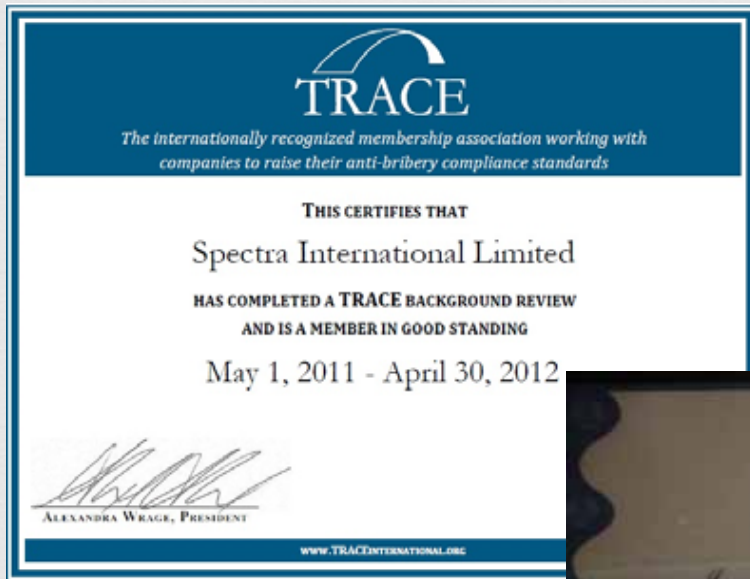 TRACE
The internationally recognized membership association working with
companies to raise their anti-bribery compliance standards
THIS CERTIFIES THAT
Spectra International Limited
HAS COMPLETED A TRACE BACKGROUND REVIEW
AND IS A MEMBER IN GOOD STANDING
May 1, 2011 - April 30, 2012
ALEXANDRA WRAGE, PRESIDENT
WWW.TRACEINTERNATIONAL.ORG